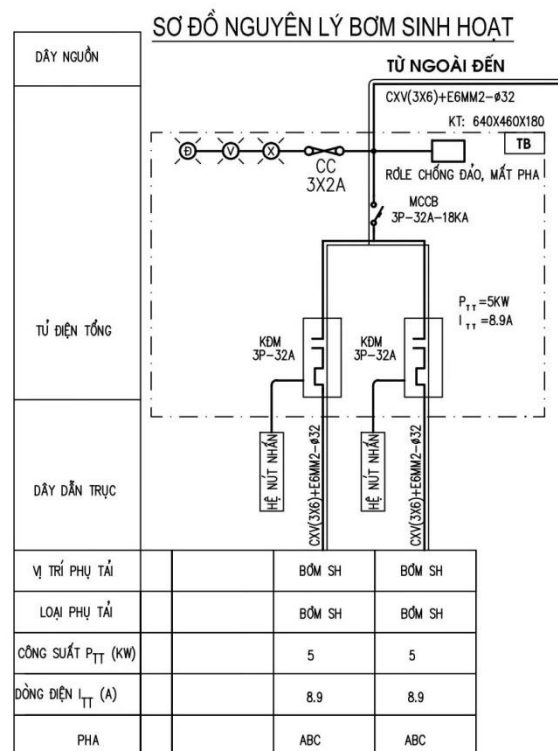 SƠ ĐỒ NGUYÊN LÝ BƠM SINH HOẠT
DÂY NGUỒN
TỪ NGOÀI ĐẾN
CXV(3X6)+E6MM2-ø32
KT: 640X460X180
TB
Đ V X
CC
3X2A
RƠLE CHỐNG ĐẢO, MẤT PHA
MCCB
3P-32A-18KA
TỦ ĐIỆN TỔNG
P TT =5KW
I TT =8.9A
KĐM
3P-32A
KĐM
3P-32A
HỆ NÚT NHẤN
CXV(3X6)+E6MM2-ø32
HỆ NÚT NHẤN
CXV(3X6)+E6MM2-ø32
DÂY DẪN TRỤC
VỊ TRÍ PHỤ TẢI BƠM SH BƠM SH
LOẠI PHỤ TẢI BƠM SH BƠM SH
CÔNG SUẤT PTT (KW) 5 5
DÒNG ĐIỆN ITT (A) 8.9 8.9
PHA ABC ABC